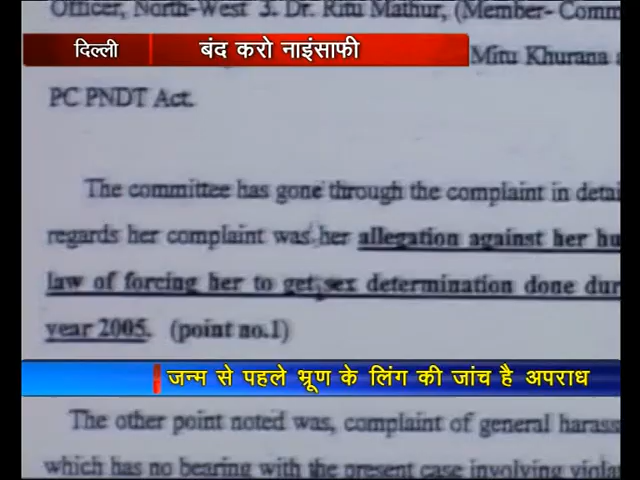 Officer, North-West 3. Dr. Ritu Mathur, (Member- Comm
दिल्ली बंद करो नाइंसाफी Mitu Khurana
PC PNDT Act.
The committee has gone through the complaint in detai
regards her complaint was her allegation against her hu
law of forcing her to get sex determination done dur
year 2005. (point no.1)
जन्म से पहले भ्रूण के लिंग की जांच है अपराध
The other point noted was, complaint of general harass
which has no bearing with the present case involving viola